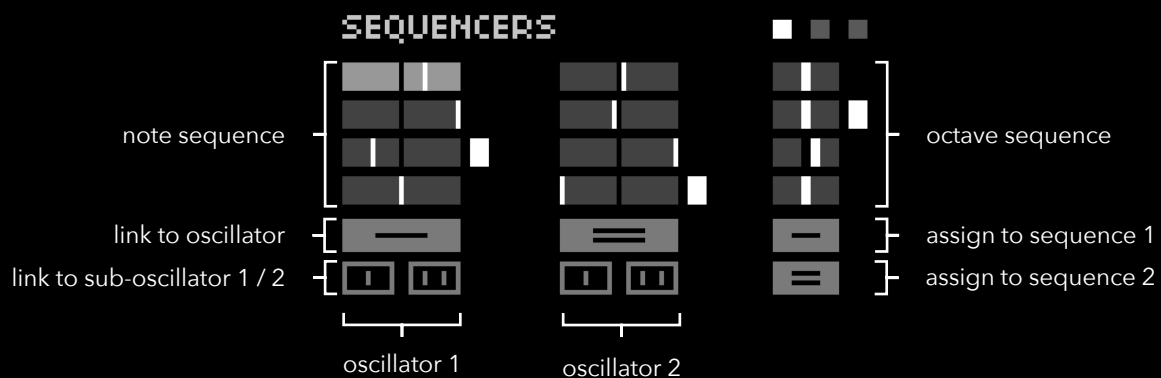 SEQUENCERS
note sequence
octave sequence
link to oscillator
assign to sequence 1
link to sub-oscillator 1 / 2
assign to sequence 2
oscillator 1
oscillator 2